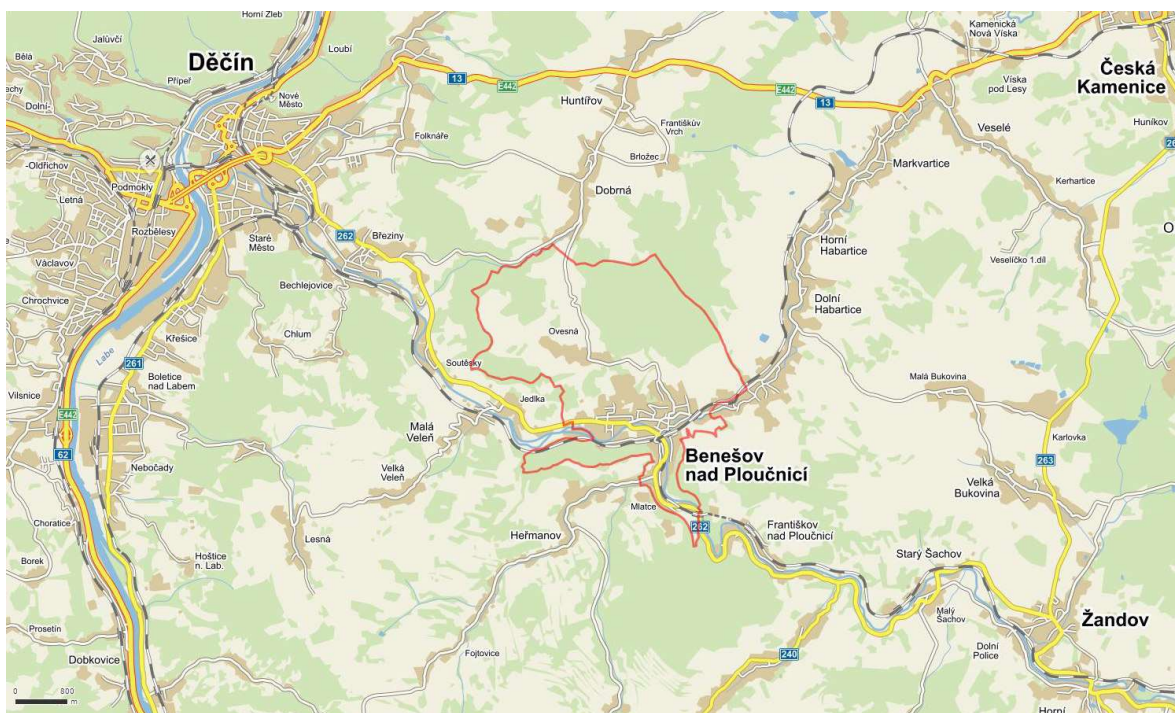 Horní Žleb
Jalůvčí
Bělá
Loubí
Kamenická
Nová Víska
Děčín
Přípeř
13
E442
Česká
Kamenice
Dolní-
Nové
Město
Huntířov
E442
13
Víska
pod Lesy
Františkův
Vrch
Huníkov
Folknáře
Veselé
-Oldřichov
Brložec
Markvartice
Podmokly
Letná
Dobrná
Kerhartice
Rozbělesy
262
Březiny
Staré
Město
Horní
Habartice
Václavov
Veselíčko 1.díl
Bechlejovice
Chrochvice
Dolní
Habartice
Křešice
Chlum
Ovesná
Labe
261
Soutěsky
Boletice
nad Labem
Malá Bukovina
Vilsnice
Jedlka
E442
Malá
Veleň
Karlovka
62
Benešov
nad Ploučnicí
263
Nebočady
Velká
Veleň
Velká
Bukovina
Choratice
Mlatce
262
Františkov
nad Ploučnicí
Heřmanov
Lesná
Borek
Hoštice
n. Lab.
Starý Šachov
Malý
Šachov
Žandov
Prosetín
Dolní
Police
Fojtovice
240
Dobkovice
0 800
m
Horní